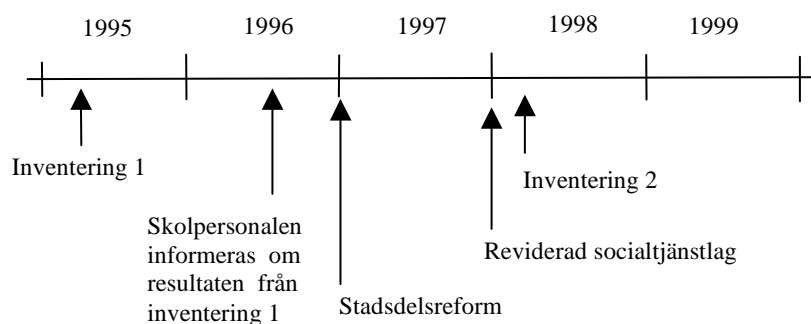 1995 1996 1997 1998 1999
Inventering 1
Inventering 2
Skolpersonalen
informeras om
resultaten från
inventering 1
Reviderad socialtjänstlag
Stadsdelsreform